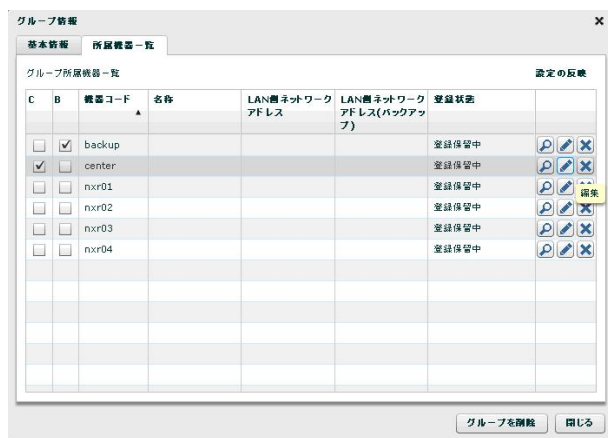 グループ情報
基本情報 所属機器一覧
グループ所属機器一覧 設定の反映
C B 機器コード 名称 LAN側ネットワークアドレス LAN側ネットワークアドレス(バックアップ) 登録状態
backup 登録保留中
center 登録保留中
nxr01 登録保留中
編集
nxr02 登録保留中
nxr03 登録保留中
nxr04 登録保留中
グループを削除 閉じる